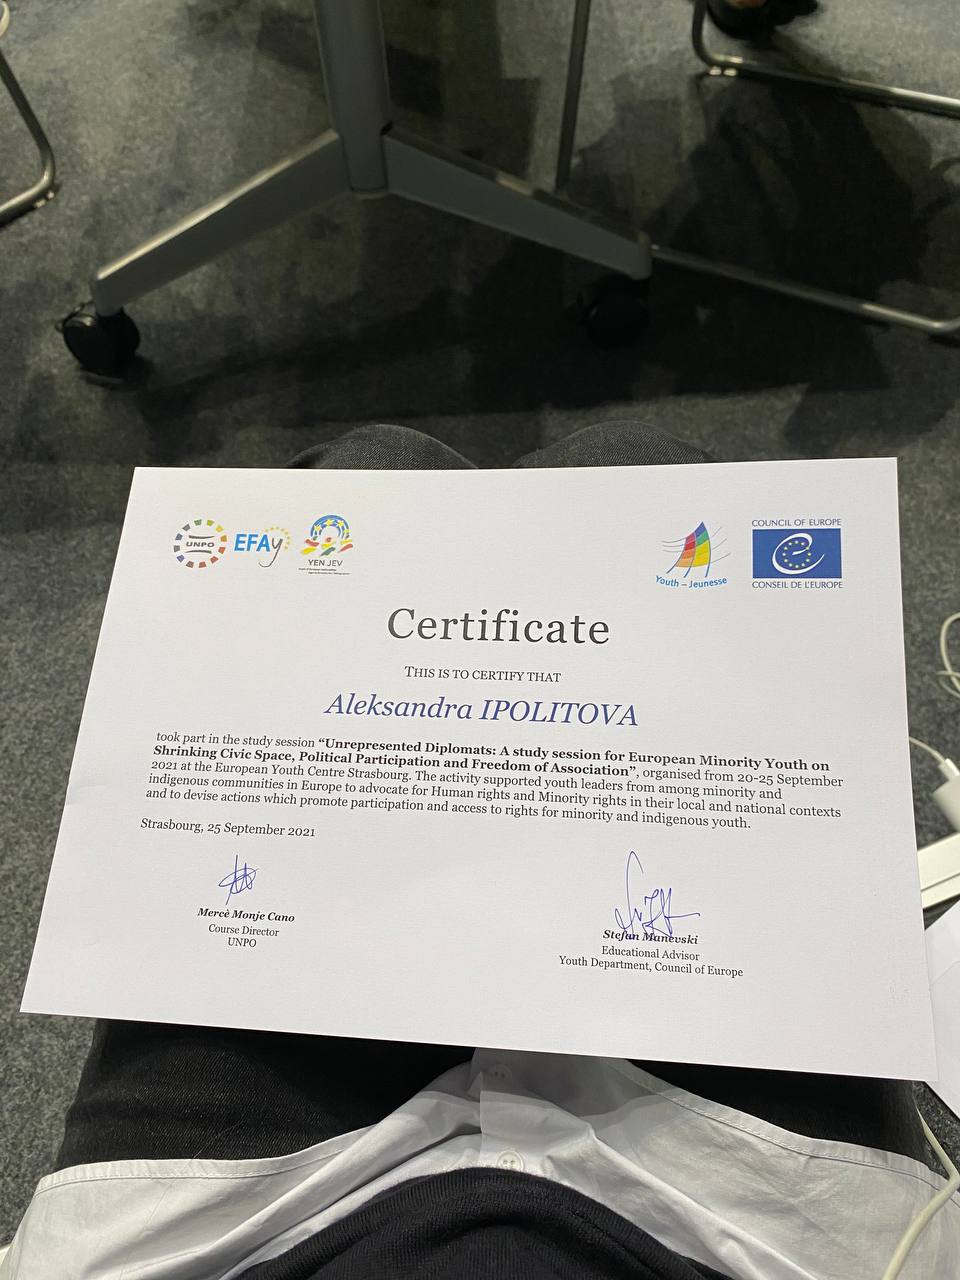 UNPO
EFAy
YEN JEV
Youth – Jeunesse
COUNCIL OF EUROPE
CONSEIL DE L'EUROPE
Certificate
THIS IS TO CERTIFY THAT
Aleksandra IPOLITOVA
took part in the study session “Unrepresented Diplomats: A study session for European Minority Youth on
Shrinking Civic Space, Political Participation and Freedom of Association”, organised from 20-25 September
2021 at the European Youth Centre Strasbourg. The activity supported youth leaders from among minority and
indigenous communities in Europe to advocate for Human rights and Minority rights in their local and national contexts
and to devise actions which promote participation and access to rights for minority and indigenous youth.
Strasbourg, 25 September 2021
Mercè Monje Cano
Course Director
UNPO
Stefan Manevski
Educational Advisor
Youth Department, Council of Europe